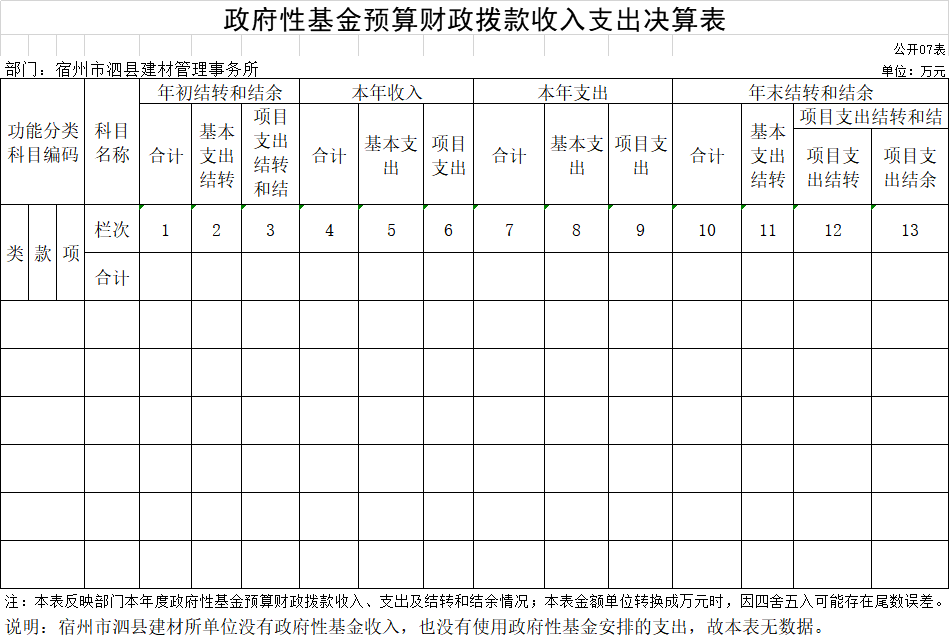 政府性基金预算财政拨款收入支出决算表
公开07表
部门：宿州市泗县建材管理事务所 单位：万元
功能分类科目编码 科目名称 年初结转和结余 本年收入 本年支出 年末结转和结余
合计 基本支出结转 项目支出结转和结 合计 基本支出 项目支出 合计 基本支出 项目支出 合计 基本支出结转 项目支出结转和结
项目支出结转 项目支出结余
类 款 项 栏次 1 2 3 4 5 6 7 8 9 10 11 12 13
合计
注：本表反映部门本年度政府性基金预算财政拨款收入、支出及结转和结余情况；本表金额单位转换成万元时，因四舍五入可能存在尾数误差。
说明：宿州市泗县建材所单位没有政府性基金收入，也没有使用政府性基金安排的支出，故本表无数据。